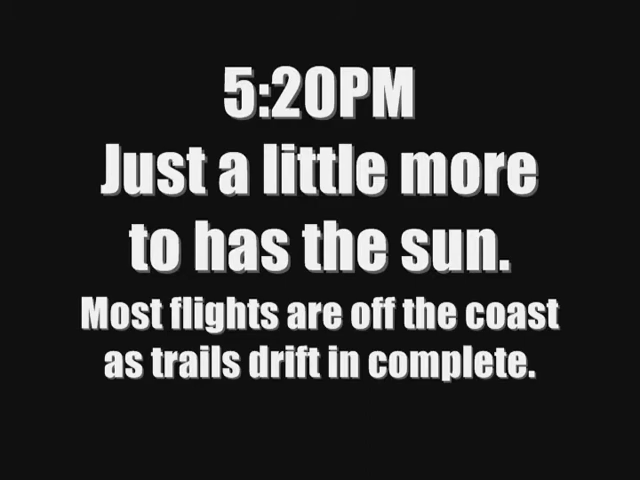 5:20PM
Just a little more
to has the sun.
Most flights are off the coast
as trails drift in complete.